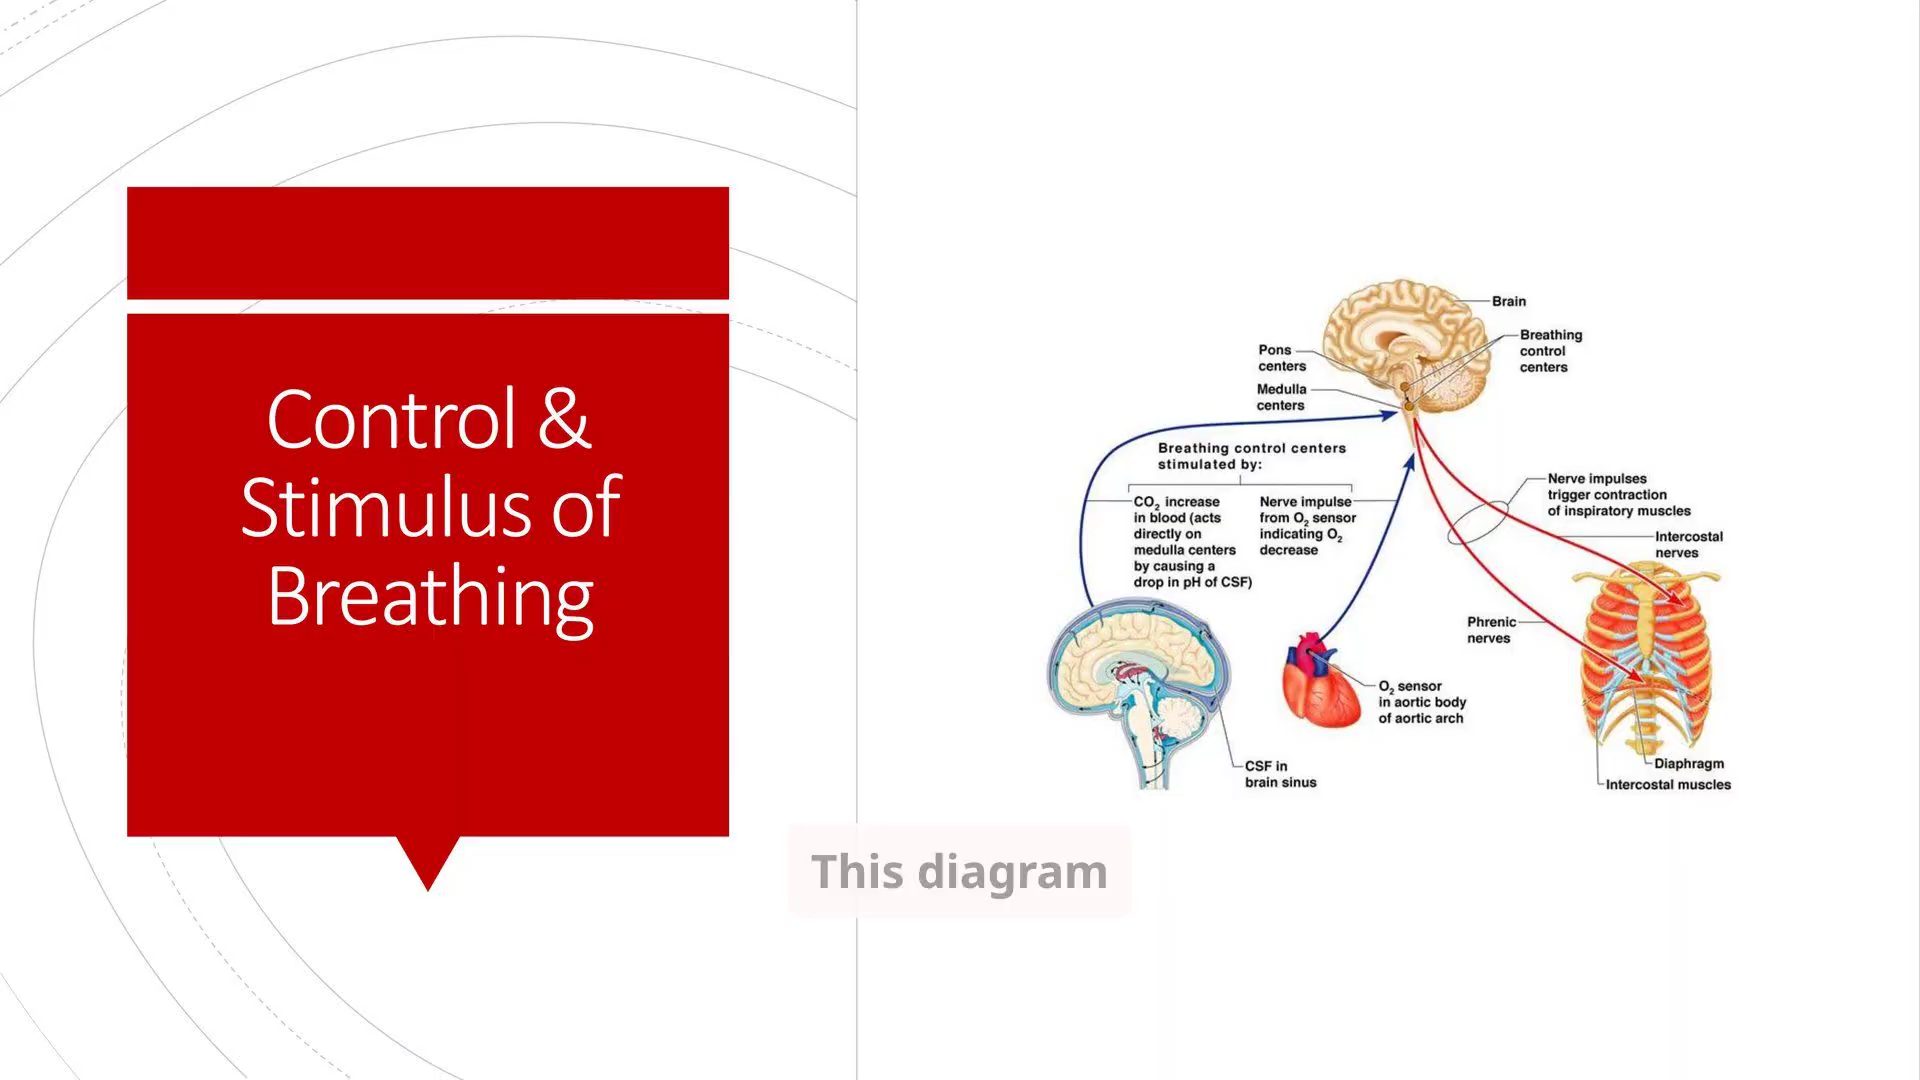 Control &
Stimulus of
Breathing
Brain
Breathing
control
centers
Pons
centers
Medulla
centers
Breathing control centers
stimulated by:
CO₂ increase
in blood (acts
directly on
medulla centers
by causing a
drop in pH of CSF)
Nerve impulse
from O₂ sensor
indicating O₂
decrease
Nerve impulses
trigger contraction
of inspiratory muscles
Intercostal
nerves
Phrenic
nerves
O₂ sensor
in aortic body
of aortic arch
CSF in
brain sinus
Diaphragm
Intercostal muscles
This diagram